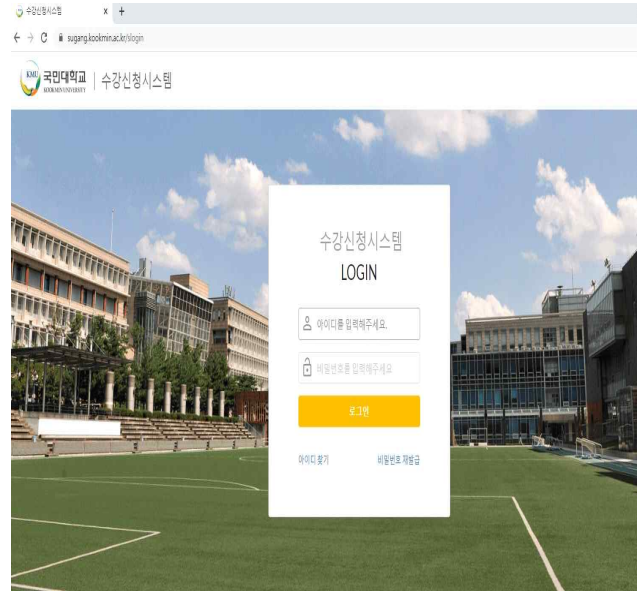 수강신청시스템
sugang.kookmin.ac.kr/slogin
KMU 국민대학교 | 수강신청시스템
KOOKMIN UNIVERSITY
수강신청시스템
LOGIN
아이디를 입력해주세요.
비밀번호를 입력해주세요
로그인
아이디 찾기 비밀번호 재발급